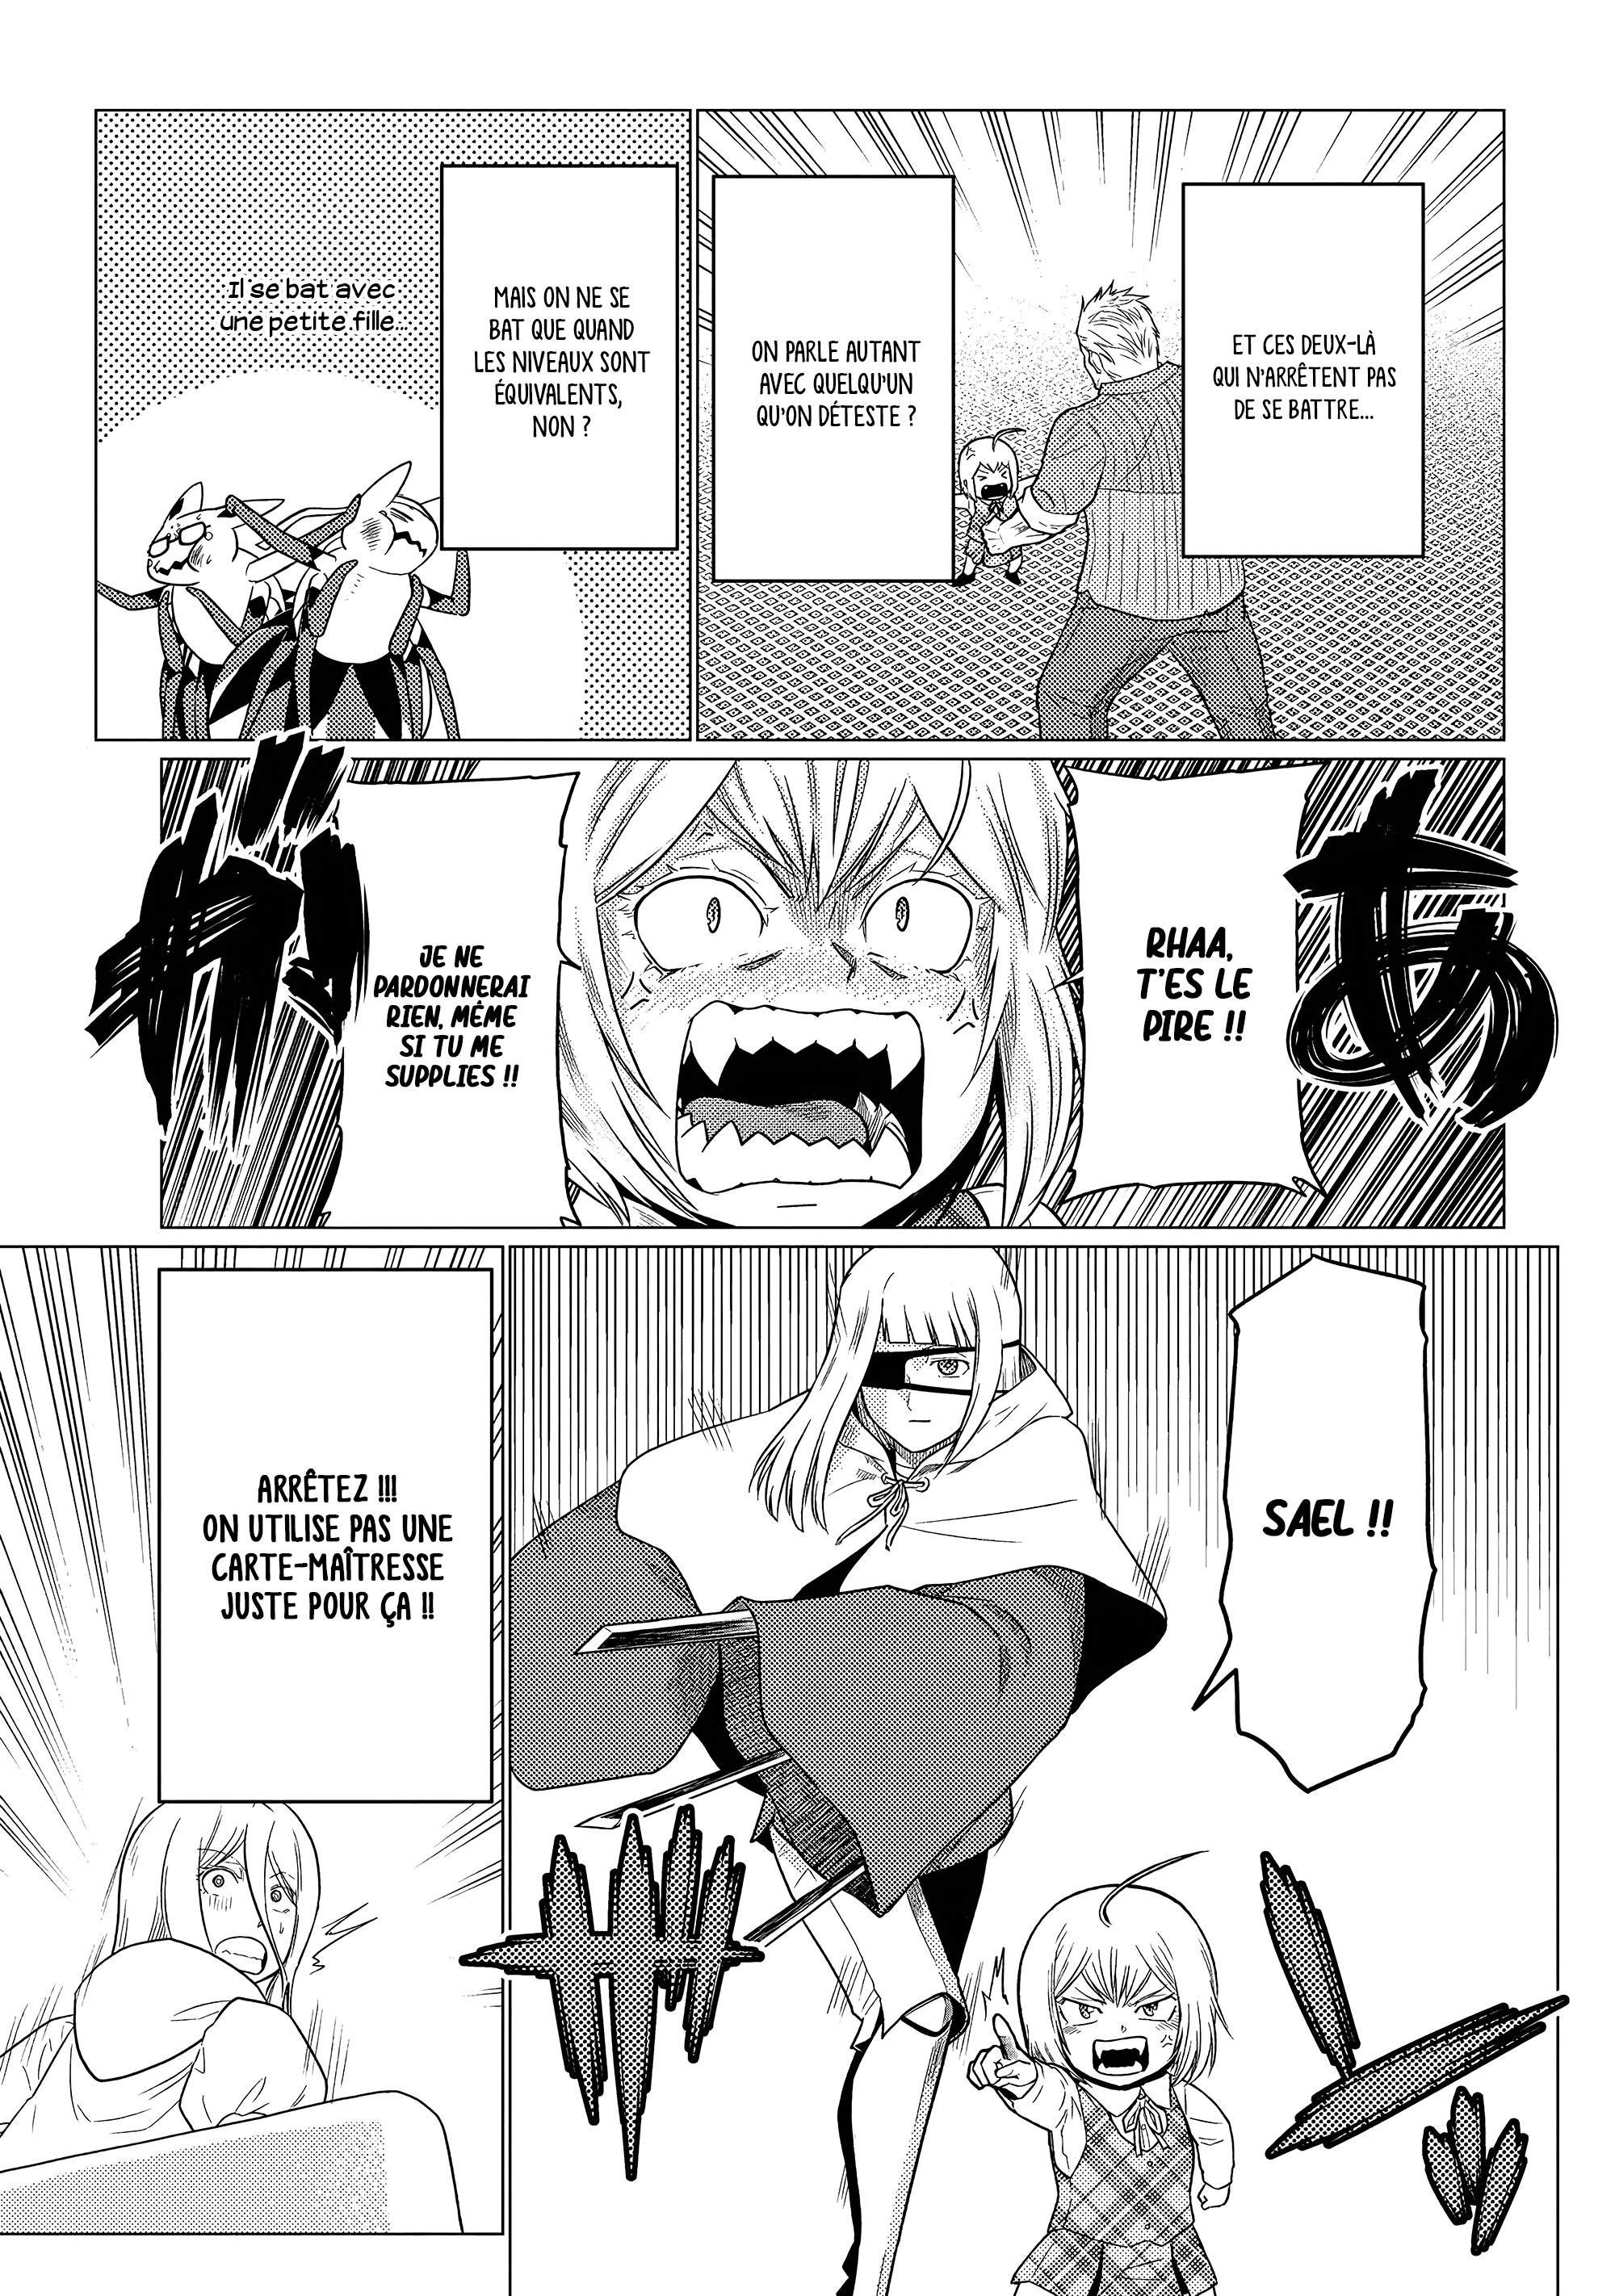 ET CES DEUX-LÀ
QUI N'ARRÊTENT PAS
DE SE BATTRE...
ON PARLE AUTANT
AVEC QUELQU'UN
QU'ON DÉTESTE ?
MAIS ON NE SE
BAT QUE QUAND
LES NIVEAUX SONT
ÉQUIVALENTS,
NON ?
Il se bat avec
une petite fille...
RHAA,
T'ES LE
PIRE !!
JE NE
PARDONNERAI
RIEN, MÊME
SI TU ME
SUPPLIES !!
SAEL !!
ARRÊTEZ !!!
ON UTILISE PAS UNE
CARTE-MAÎTRESSE
JUSTE POUR ÇA !!